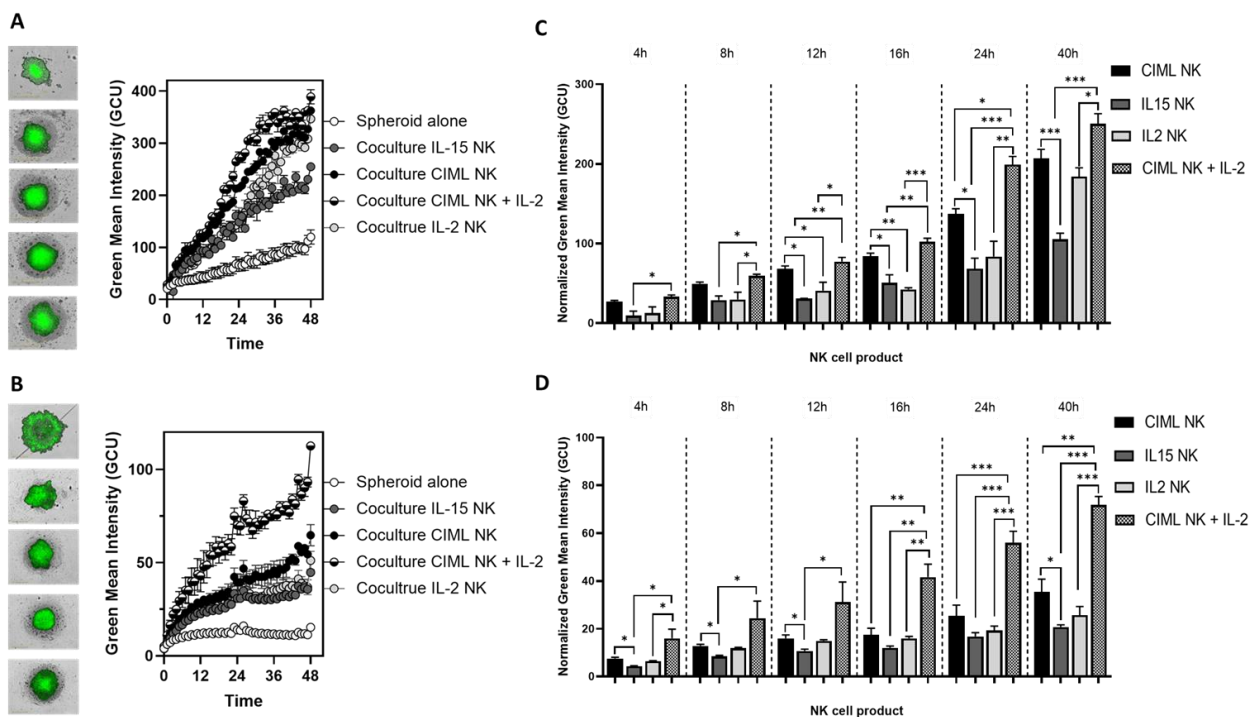 A
Green Mean Intensity (GCU)
400
300
200
100
0
0 12 24 36 48
Time
Spheroid alone
Coculture IL-15 NK
Coculture CIML NK
Coculture CIML NK + IL-2
Cocultrue IL-2 NK
B
Green Mean Intensity (GCU)
100
50
0
0 12 24 36 48
Time
Spheroid alone
Coculture IL-15 NK
Coculture CIML NK
Coculture CIML NK + IL-2
Cocultrue IL-2 NK
C
4h 8h 12h 16h 24h 40h
Normalized Green Mean Intensity (GCU)
300
200
100
0
* * * * * ** * * *** ** ** * * *** ** * *** * ***
NK cell product
CIML NK
IL15 NK
IL2 NK
CIML NK + IL-2
D
4h 8h 12h 16h 24h 40h
Normalized Green Mean Intensity (GCU)
100
80
60
40
20
0
* * * * * * * ** ** ** *** *** *** ** *** *** *
NK cell product
CIML NK
IL15 NK
IL2 NK
CIML NK + IL-2